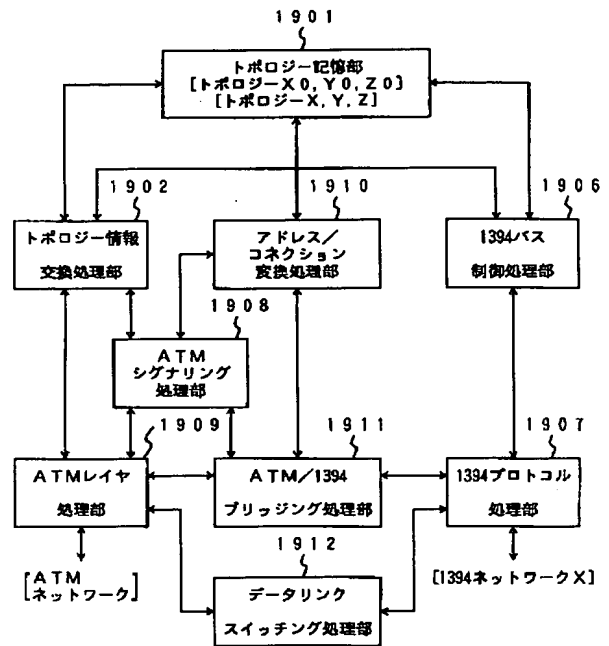 1901
トポロジー記憶部
[トポロジーX0,Y0,Z0]
[トポロジーX,Y,Z]
1902
1910
1906
トポロジー情報
交換処理部
アドレス/
コネクション
変換処理部
1394バス
制御処理部
1908
ATM
シグナリング
処理部
1909
1911
1907
ATMレイヤ
処理部
ATM/1394
ブリッジング処理部
1394プロトコル
処理部
1912
[ATM
ネットワーク]
データリンク
スイッチング処理部
[1394ネットワークX]